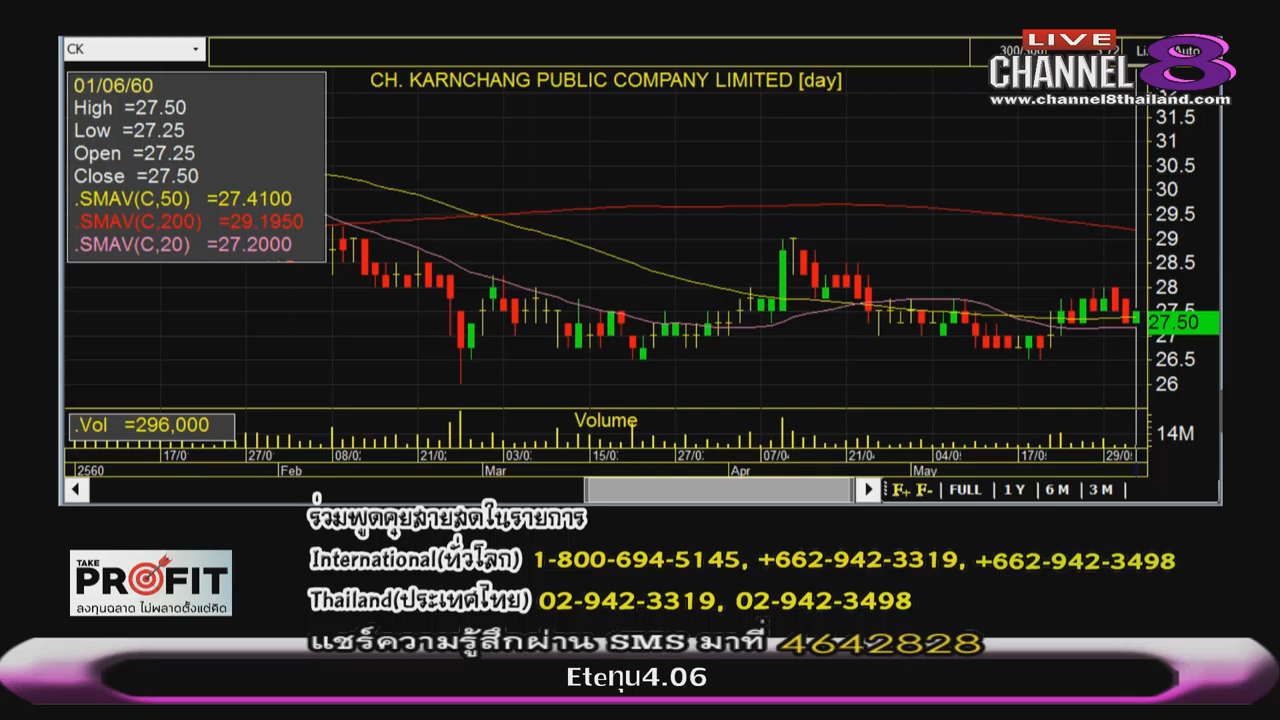 CK
LIVE
CHANNEL 8
www.channel8thailand.com
CH. KARNCHANG PUBLIC COMPANY LIMITED [day]
01/06/60
High =27.50
Low =27.25
Open =27.25
Close =27.50
.SMAV(C,50) =27.4100
.SMAV(C,200) =29.1950
.SMAV(C,20) =27.2000
31.5
31
30.5
30
29.5
29
28.5
28
27.5
27.50
27
26.5
26
.Vol =296,000
Volume
14M
17/0 27/0 08/0 21/0 03/0 15/0 27/0 07/0 21/0 04/0 17/0 29/0
2560 Feb Mar Apr May
F+ F- FULL 1 Y 6 M 3 M
ร่วมพูดคุยสายสดในรายการ
International(ทั่วโลก) 1-800-694-5145, +662-942-3319, +662-942-3498
Thailand(ประเทศไทย) 02-942-3319, 02-942-3498
แชร์ความรู้สึกผ่าน SMS มาที่ 4642828
TAKE
PROFIT
ลงทุนฉลาด ไม่พลาดตั้งแต่คิด
Eteทุน4.06